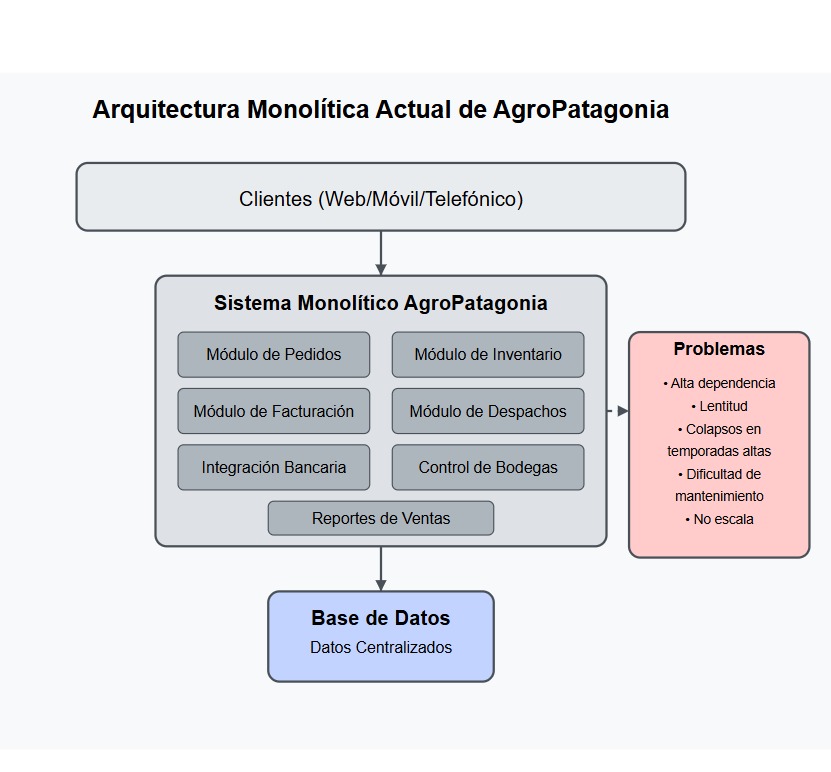 Arquitectura Monolítica Actual de AgroPatagonia
Clientes (Web/Móvil/Telefónico)
Sistema Monolítico AgroPatagonia
Módulo de Pedidos
Módulo de Inventario
Módulo de Facturación
Módulo de Despachos
Integración Bancaria
Control de Bodegas
Reportes de Ventas
Problemas
• Alta dependencia
• Lentitud
• Colapsos en
temporadas altas
• Dificultad de
mantenimiento
• No escala
Base de Datos
Datos Centralizados